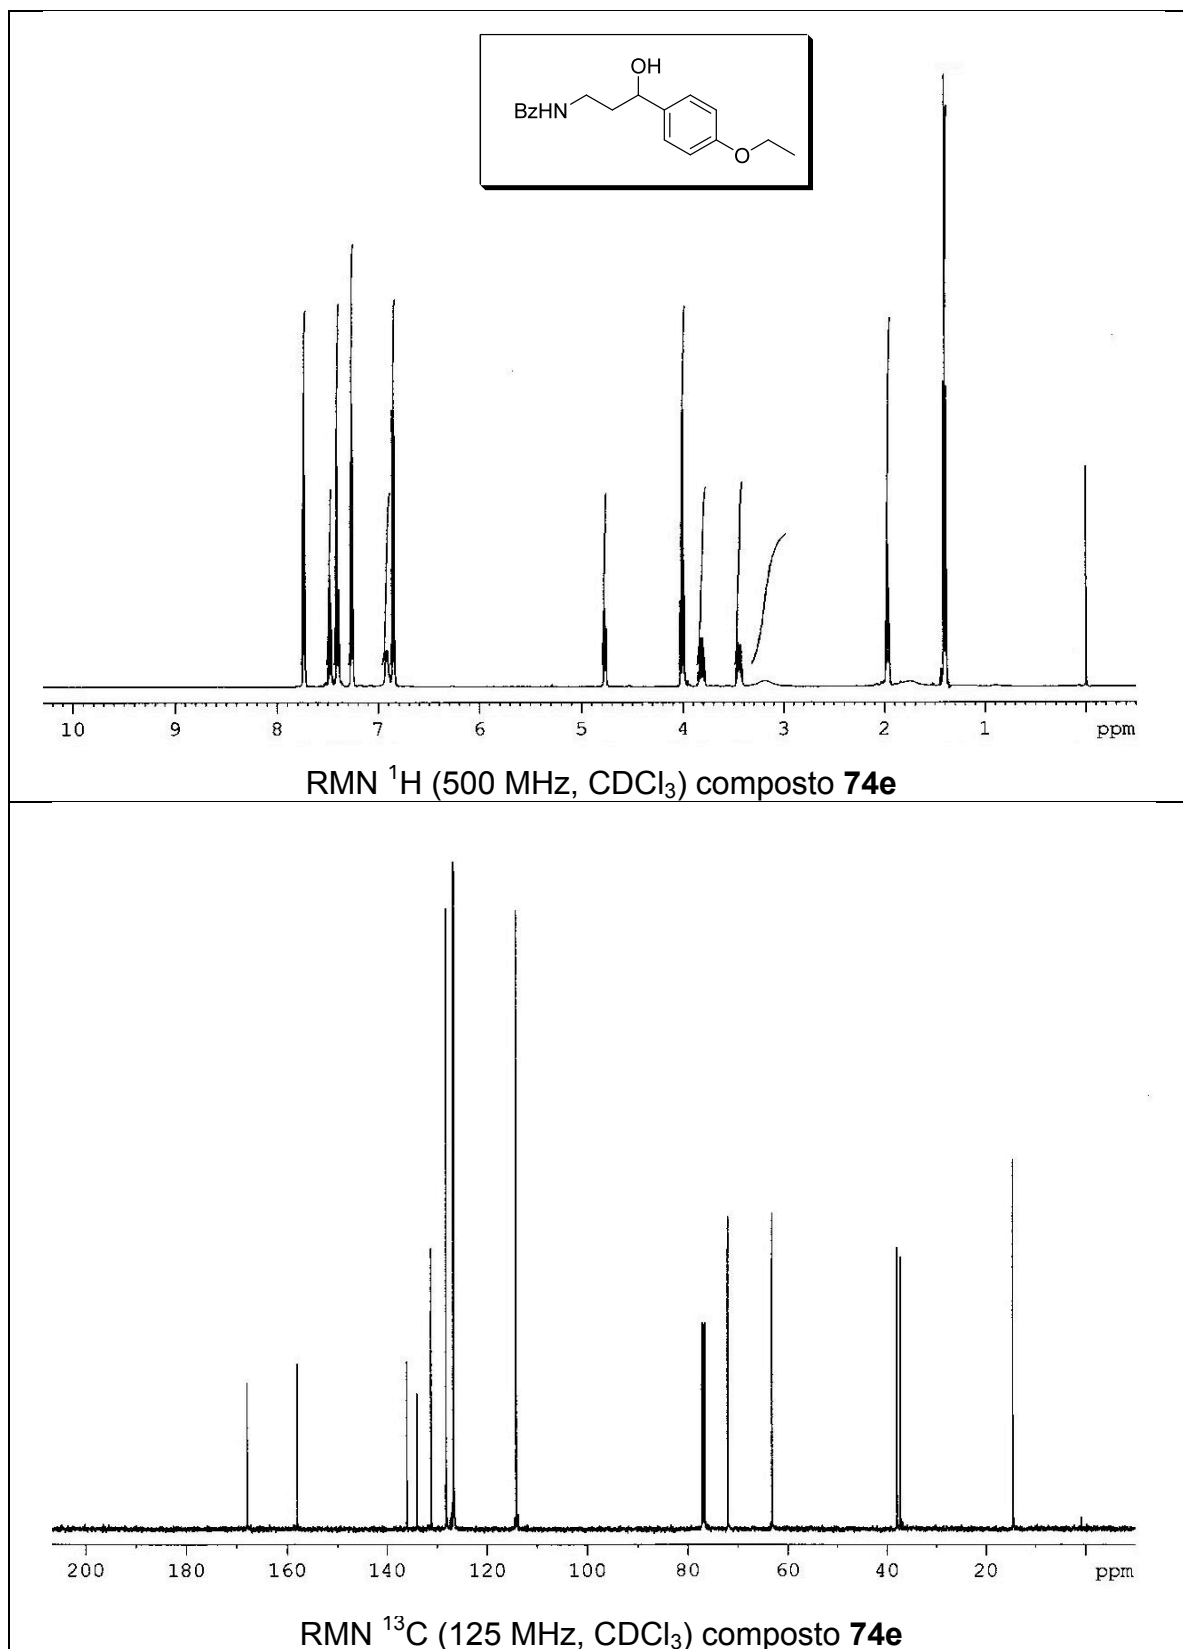 OH
BzHN
O
10 9 8 7 6 5 4 3 2 1 ppm
RMN ¹H (500 MHz, CDCl₃) composto 74e
200 180 160 140 120 100 80 60 40 20 ppm
RMN ¹³C (125 MHz, CDCl₃) composto 74e